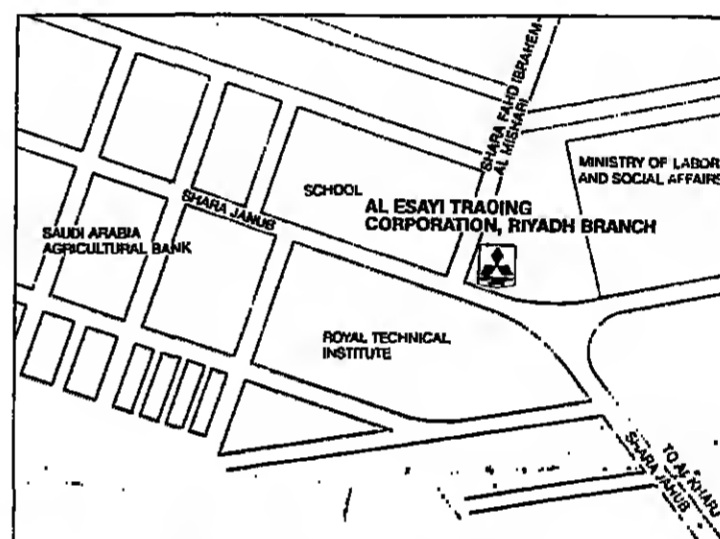 SHARA FAHD IBRAHEM
AL MISHARI
MINISTRY OF LABOR
AND SOCIAL AFFAIRS
SCHOOL
AL ESAYI TRADING
CORPORATION, RIYADH BRANCH
SHARA JANUB
SAUDI ARABIA
AGRICULTURAL BANK
ROYAL TECHNICAL
INSTITUTE
TO AL KHARJ
SHARA JANUB